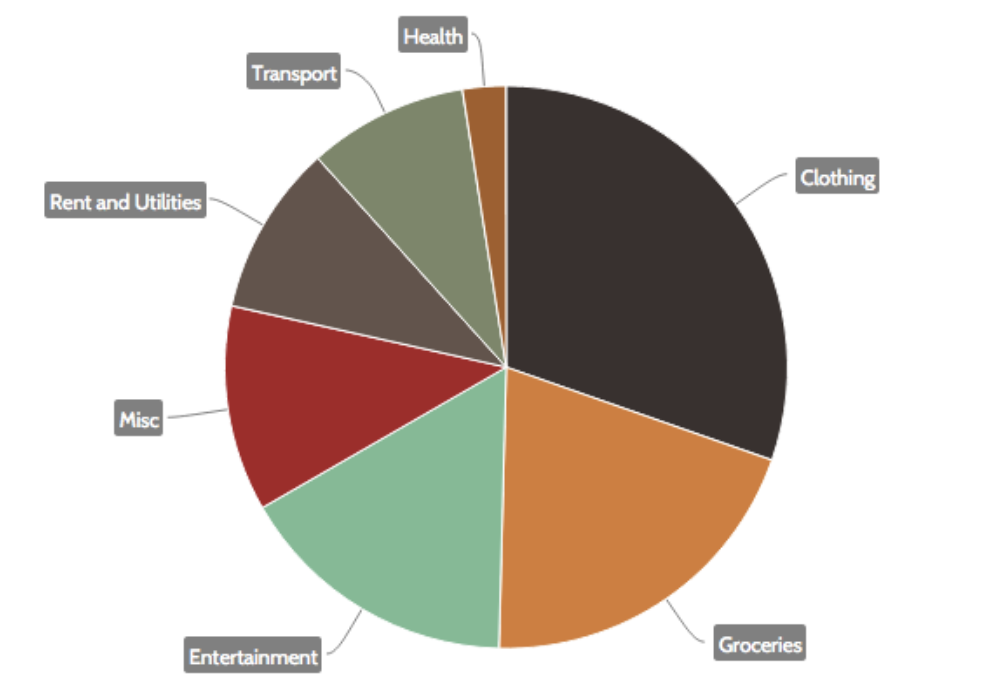 Health
Transport
Clothing
Rent and Utilities
Misc
Groceries
Entertainment